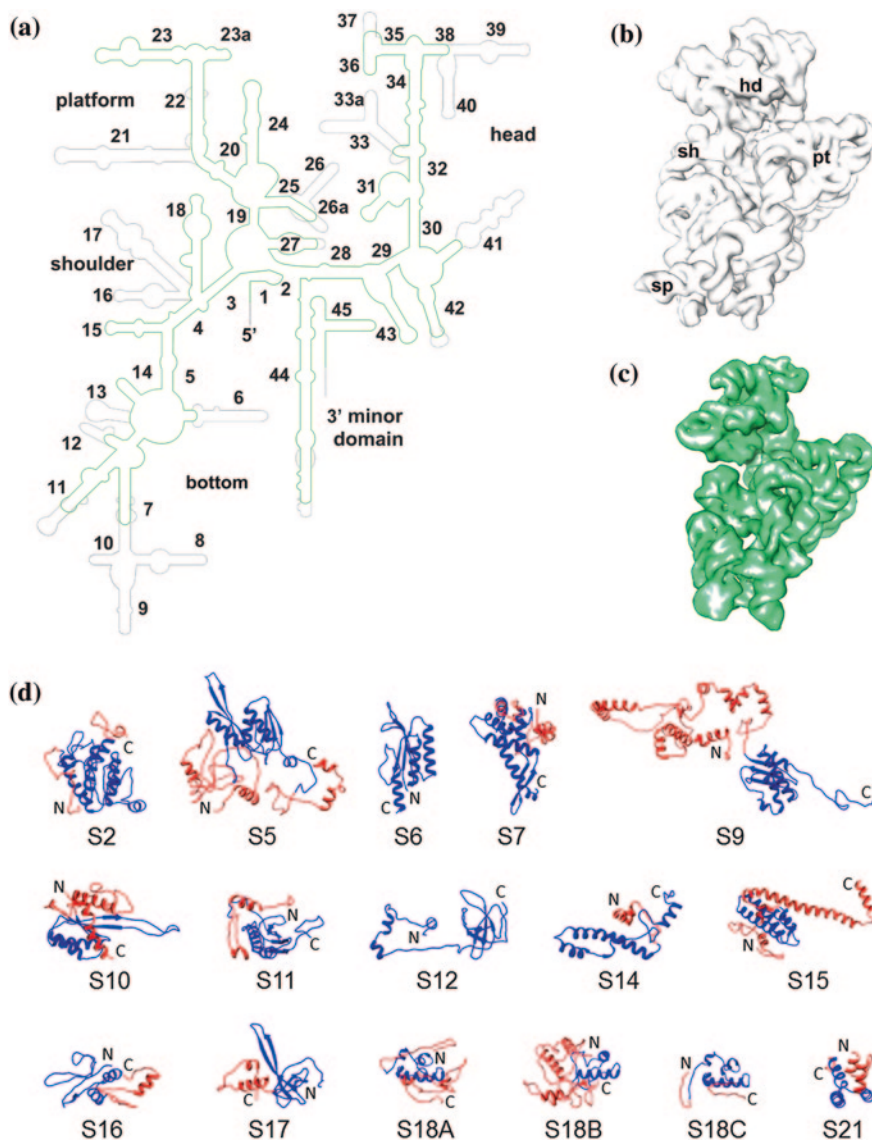 (a)
37
35
38
39
23
23a
(b)
36
34
hd
platform
22
24
33a
40
head
21
20
33
sh
pt
26
32
25
31
18
19
26a
30
17
27
28
29
41
shoulder
sp
16
3
1
2
45
42
15
4
5'
43
(c)
14
5
44
13
6
3' minor
domain
12
bottom
11
7
10
8
9
(d)
N
C
N
C
C
N
N
C
N
C
S2
S5
S6
S7
S9
N
C
N
C
N
C
N
C
N
C
S10
S11
S12
S14
S15
N
C
C
N
N
C
N
C
N
C
C
N
S16
S17
S18A
S18B
S18C
S21